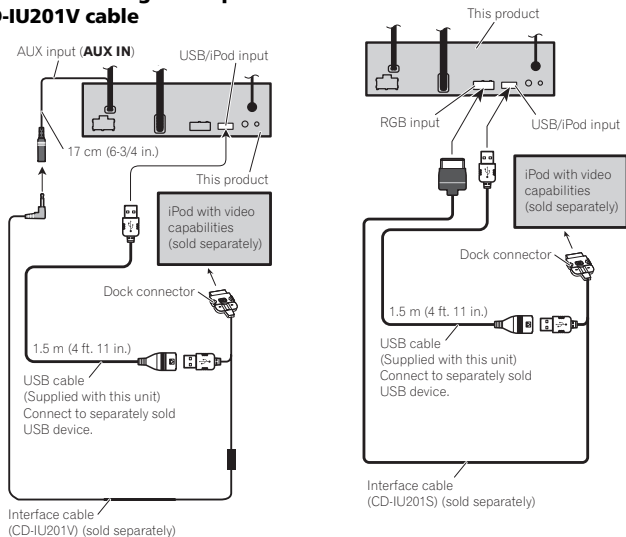 D-IU201V cable
AUX input (AUX IN)
USB/iPod input
17 cm (6-3/4 in.)
This product
iPod with video
capabilities
(sold separately)
Dock connector
1.5 m (4 ft. 11 in.)
USB cable
(Supplied with this unit)
Connect to separately sold
USB device.
Interface cable
(CD-IU201V) (sold separately)
This product
RGB input
USB/iPod input
iPod with video
capabilities
(sold separately)
Dock connector
1.5 m (4 ft. 11 in.)
USB cable
(Supplied with this unit)
Connect to separately sold
USB device.
Interface cable
(CD-IU201S) (sold separately)